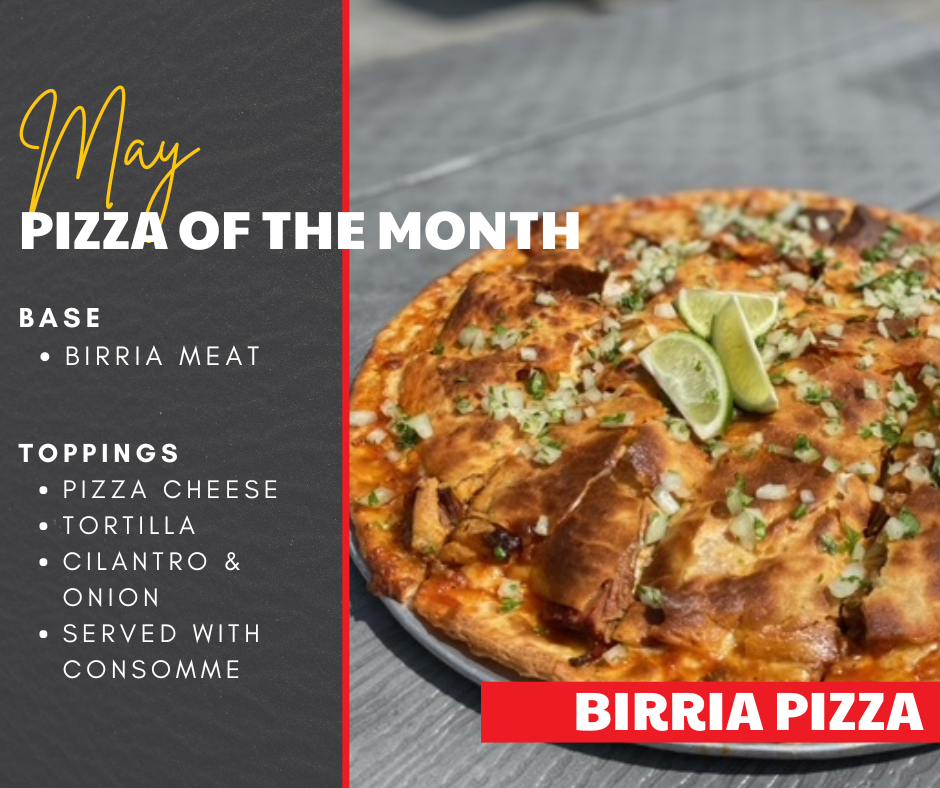 May
PIZZA OF THE MONTH
BASE
• BIRRIA MEAT
TOPPINGS
• PIZZA CHEESE
• TORTILLA
• CILANTRO &
ONION
• SERVED WITH
CONSOMME
BIRRIA PIZZA